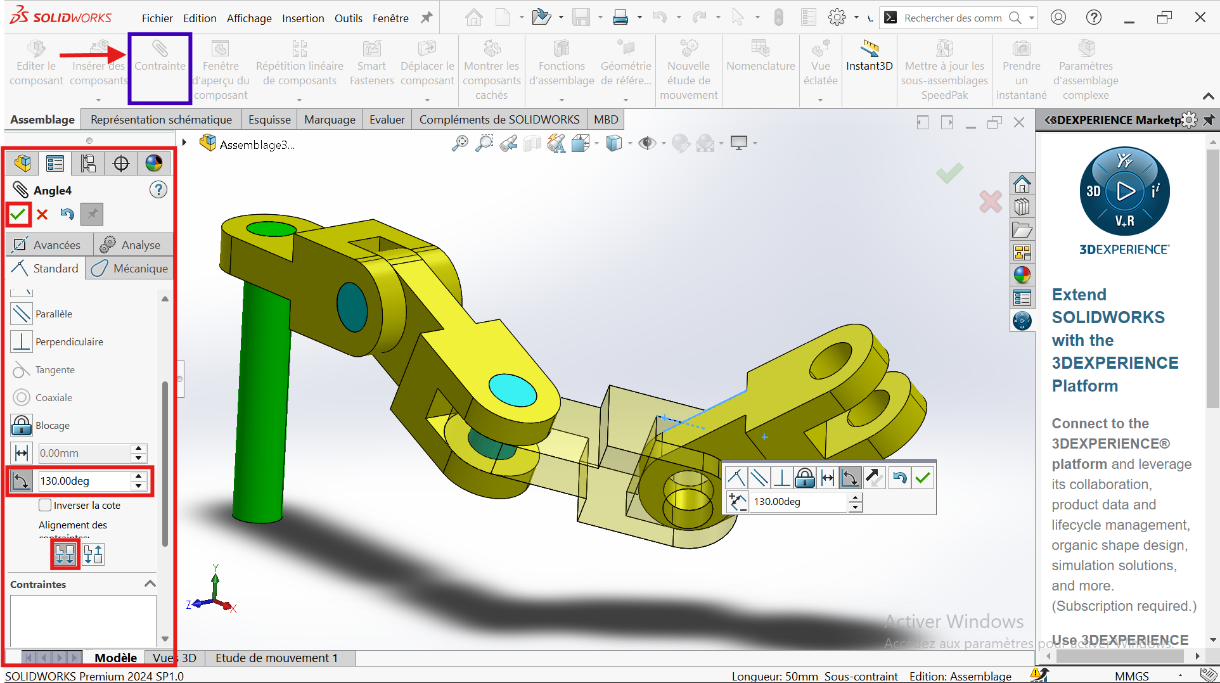 SOLIDWORKS
Fichier Edition Affichage Insertion Outils Fenêtre
Rechercher des comm
Editer le composant
Insérer des composants
Contrainte
Fenêtre d'aperçu du composant
Répétition linéaire de composants
Smart Fasteners
Déplacer le composant
Montrer les composants cachés
Fonctions d'assemblage
Géométrie de référe...
Nouvelle étude de mouvement
Nomenclature
Vue éclatée
Instant3D
Mettre à jour les sous-assemblages SpeedPak
Prendre un instantané
Paramètres d'assemblage complexe
Assemblage Représentation schématique Esquisse Marquage Evaluer Compléments de SOLIDWORKS MBD
3DEXPERIENCE Marketp
Assemblage3...
Angle4
Avancées Analyse
Standard Mécanique
Parallèle
Perpendiculaire
Tangente
Coaxiale
Blocage
0.00mm
130.00deg
Inverser la cote
Alignement des
contraintes:
Contraintes
130.00deg
Y
Z
X
3D
V+R
3DEXPERIENCE
Extend
SOLIDWORKS
with the
3DEXPERIENCE
Platform
Connect to the
3DEXPERIENCE®
platform and leverage
its collaboration,
product data and
lifecycle management,
organic shape design,
simulation solutions,
and more.
(Subscription required.)
Use 3DEXPERIENCE
Activer Windows
Accédez aux paramètres pour activer Windows.
Modèle Vues 3D Etude de mouvement 1
SOLIDWORKS Premium 2024 SP1.0
Longueur: 50mm Sous-contraint Edition: Assemblage MMGS